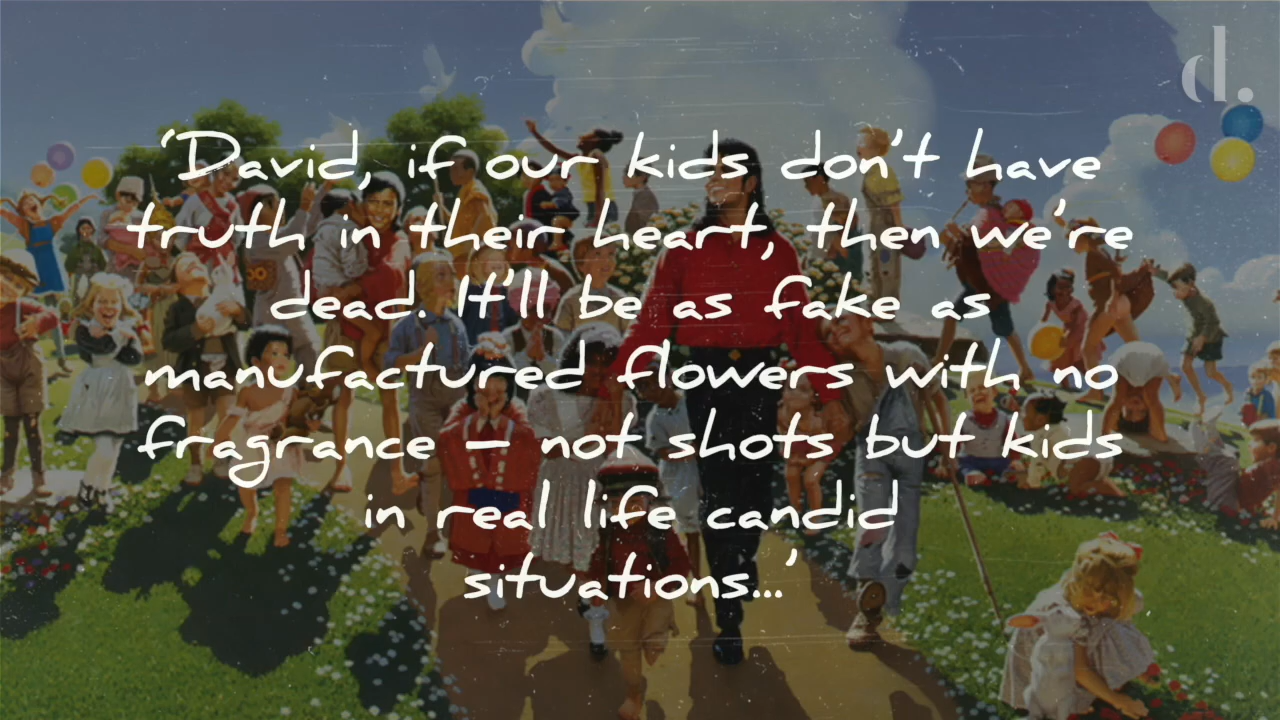 d.
‘David, if our kids don’t have
truth in their heart, then we’re
dead. It’ll be as fake as
manufactured flowers with no
fragrance – not shots but kids
in real life candid
situations...’